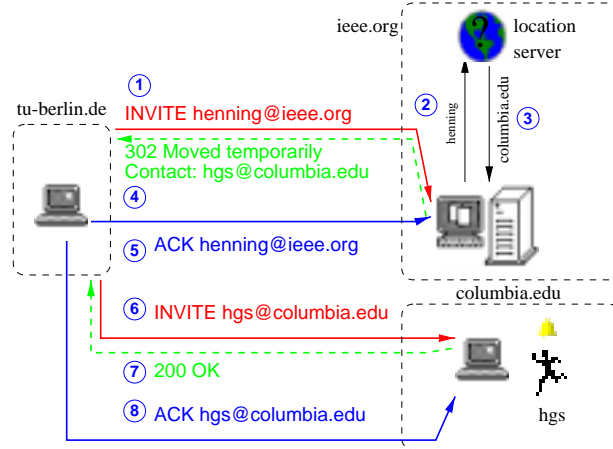 ieee.org
location
server
?
1
tu-berlin.de
INVITE henning@ieee.org
2
henning
columbia.edu
3
302 Moved temporarily
Contact: hgs@columbia.edu
4
5
ACK henning@ieee.org
columbia.edu
6
INVITE hgs@columbia.edu
7
200 OK
8
ACK hgs@columbia.edu
hgs